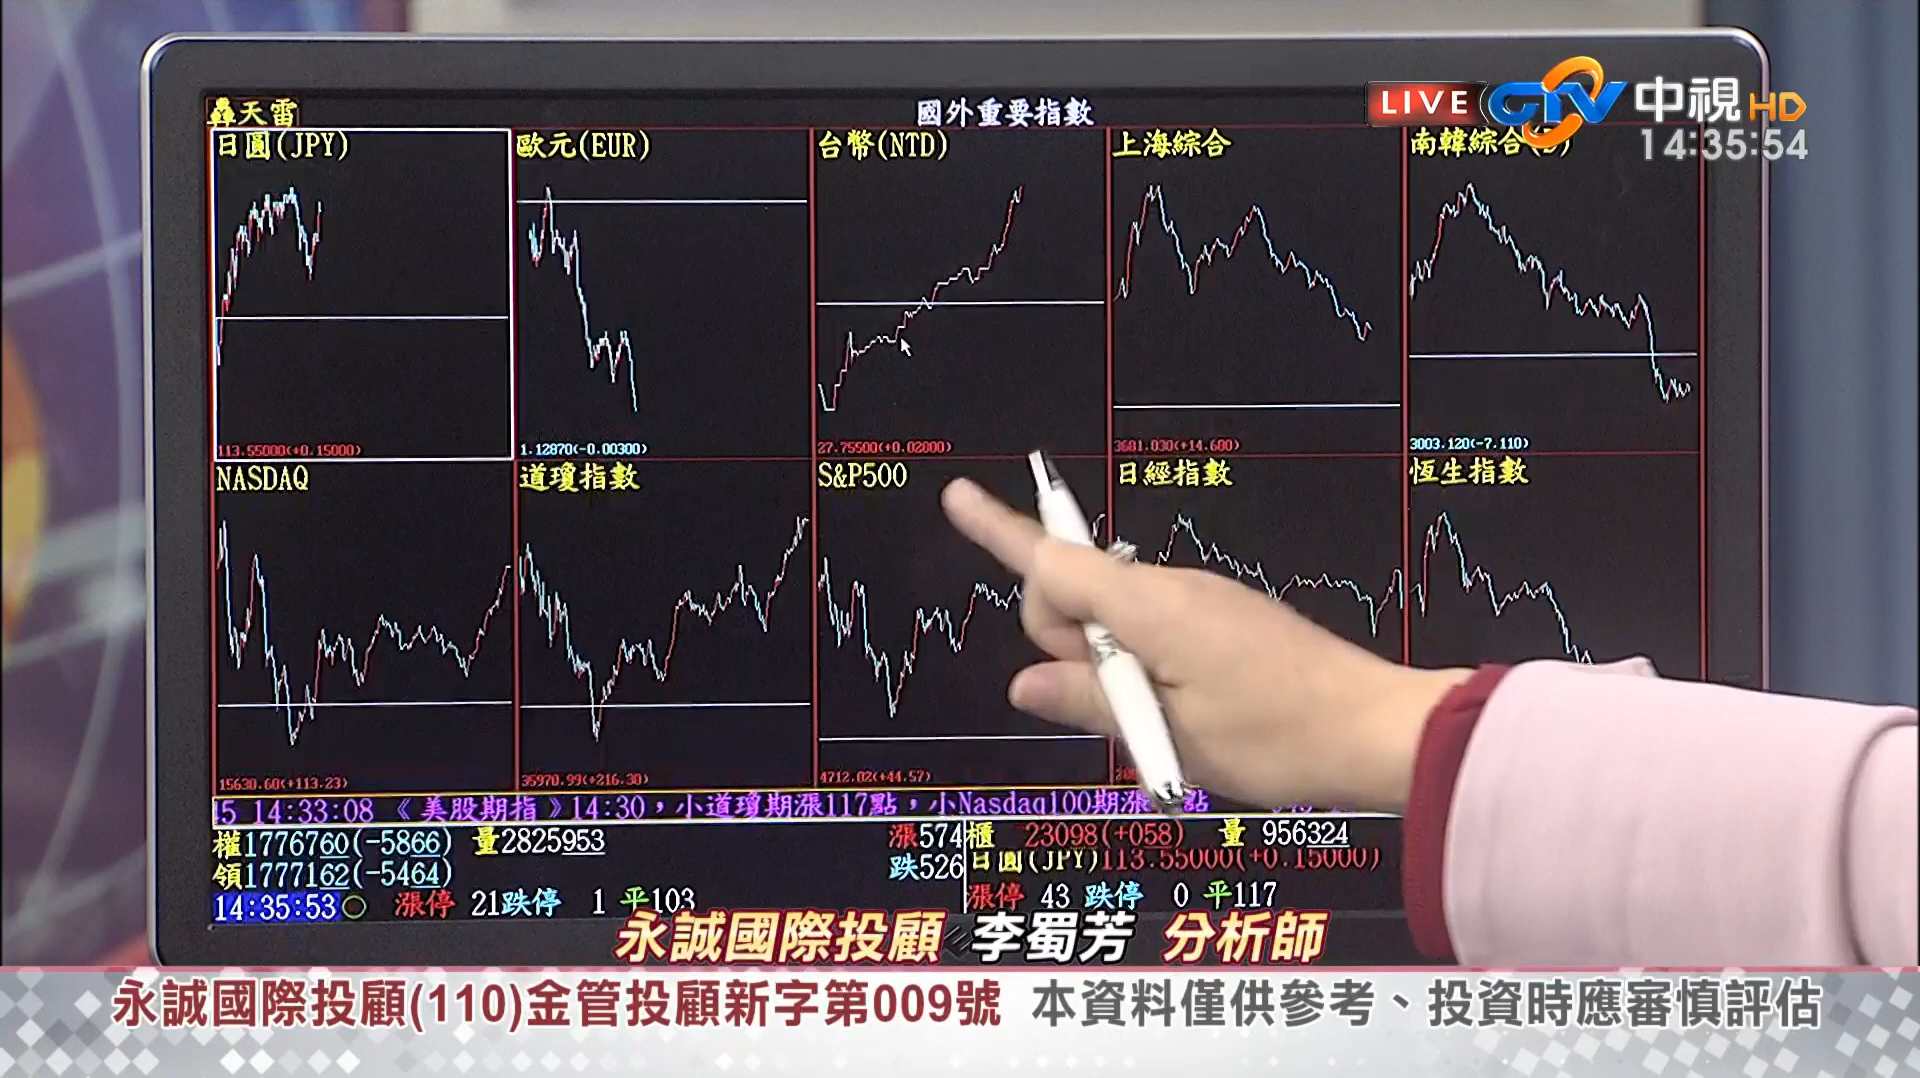 轟天雷
國外重要指數
LIVE CTV 中視 HD
14:35:54
日圓(JPY) 歐元(EUR) 台幣(NTD) 上海綜合 南韓綜合
113.55000(+0.15000) 1.12870(-0.00300) 27.75500(+0.02800) 3681.030(+14.680) 3003.120(-7.110)
NASDAQ 道瓊指數 S&P500 日經指數 恆生指數
15630.60(+113.23) 35970.99(+216.30) 4712.02(+44.57)
14:33:08《美股期指》14:30，小道瓊期漲117點，小Nasdaq100期漲 點
權1776760(-5866) 量2825953 漲574 櫃 23098(+058) 量 956324
領1777162(-5464) 跌526 日圓(JPY)113.55000(+0.15000)
14:35:53 漲停 21跌停 1 平103 漲停 43 跌停 0 平117
永誠國際投顧 李蜀芳 分析師
永誠國際投顧(110)金管投顧新字第009號 本資料僅供參考、投資時應審慎評估